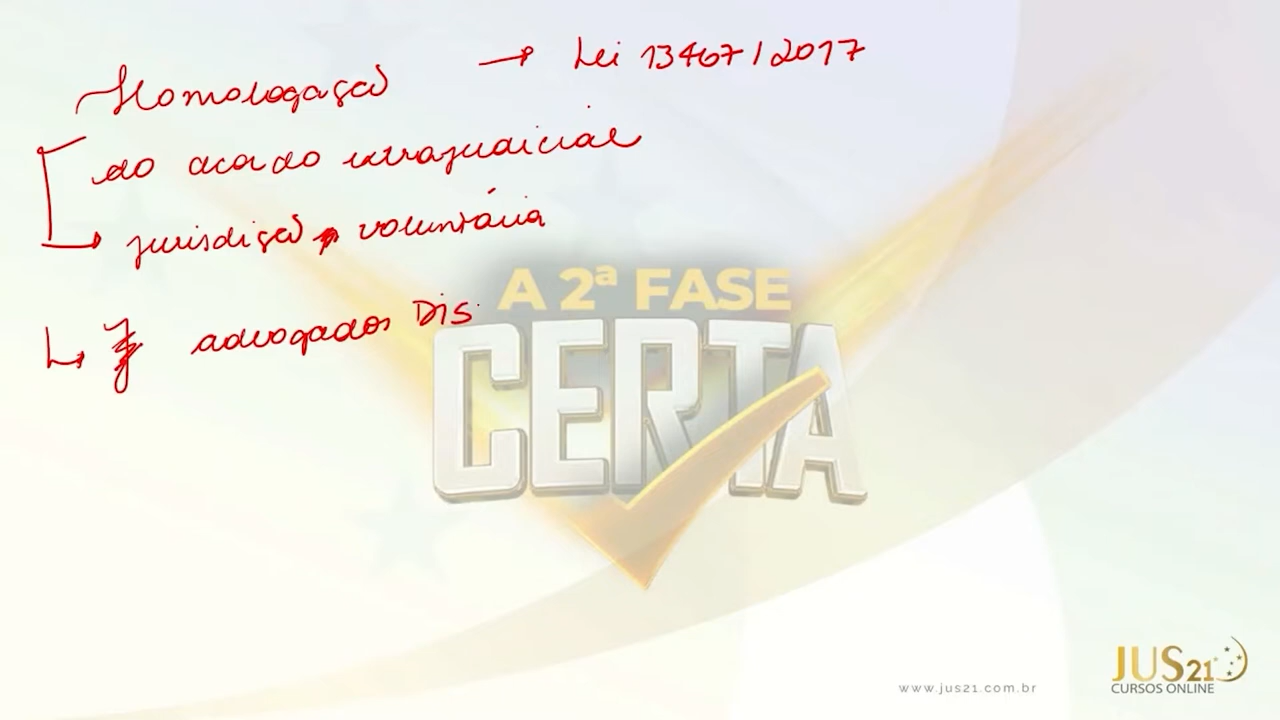 Homologação → Lei 13467/2017
do acordo extrajudicial
jurisdição voluntária
advogados DIS
A 2ª FASE
CERTA
JUS21
CURSOS ONLINE
www.jus21.com.br